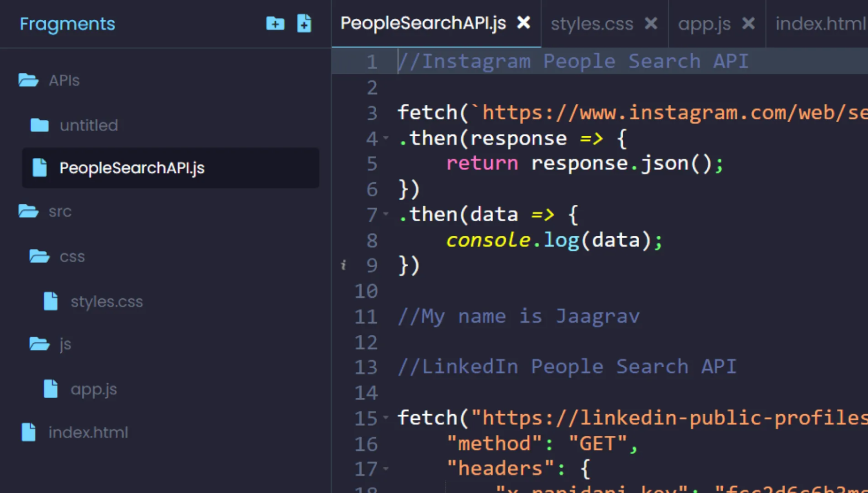 Fragments
APIs
untitled
PeopleSearchAPI.js
src
css
styles.css
js
app.js
index.html
PeopleSearchAPI.js × styles.css × app.js × index.html
1 //Instagram People Search API
2
3 fetch(`https://www.instagram.com/web/se
4 .then(response => {
5 return response.json();
6 })
7 .then(data => {
8 console.log(data);
i 9 })
10
11 //My name is Jaagrav
12
13 //LinkedIn People Search API
14
15 fetch("https://linkedin-public-profiles
16 "method": "GET",
17 "headers": {
18